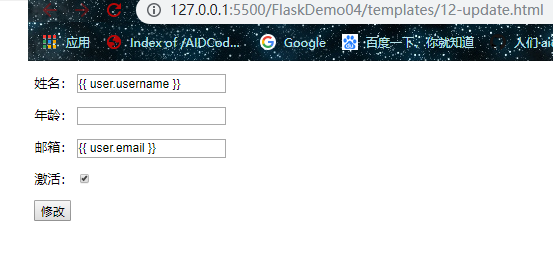 127.0.0.1:5500/FlaskDemo04/templates/12-update.html
应用 Index of /AIDCod... Google 百度一下，你就知道 人们·aid
姓名： {{ user.username }}
年龄：
邮箱： {{ user.email }}
激活：
修改